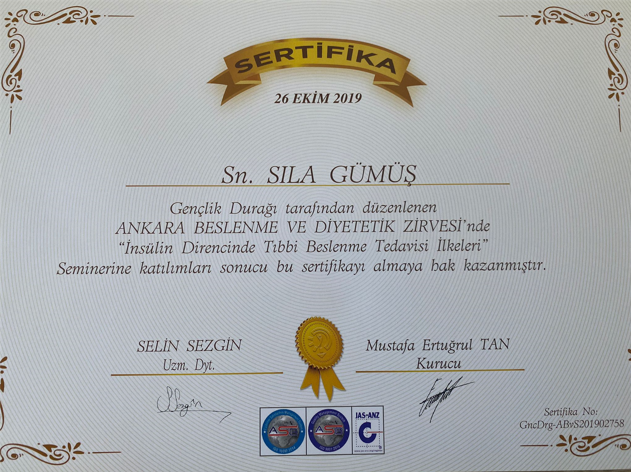 SERTİFİKA
26 EKİM 2019
Sn. SILA GÜMÜŞ
Gençlik Durağı tarafından düzenlenen
ANKARA BESLENME VE DİYETETİK ZİRVESİ'nde
"İnsülin Direncinde Tıbbi Beslenme Tedavisi İlkeleri"
Seminerine katılımları sonucu bu sertifikayı almaya hak kazanmıştır.
SELİN SEZGİN
Uzm. Dyt.
Mustafa Ertuğrul TAN
Kurucu
JAS-ANZ
Sertifika No:
GncDrg-ABvS201902758